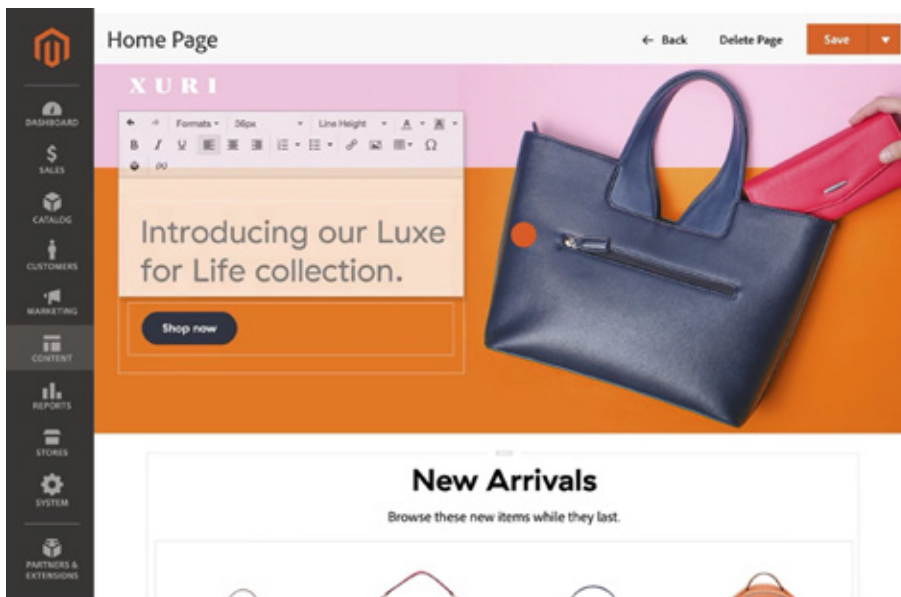 Home Page
← Back
Delete Page
Save
DASHBOARD
$
SALES
CATALOG
CUSTOMERS
MARKETING
CONTENT
REPORTS
STORES
SYSTEM
PARTNERS &
EXTENSIONS
XURI
Formats
36px
Line Height
A
A
B I U
Ω
Introducing our Luxe
for Life collection.
Shop now
New Arrivals
Browse these new items while they last.